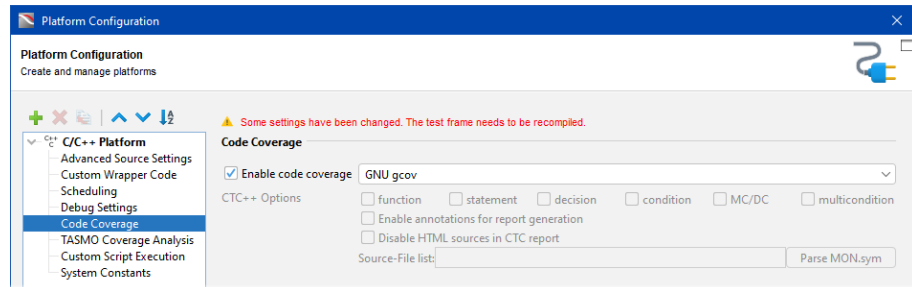 Platform Configuration
Platform Configuration
Create and manage platforms
Some settings have been changed. The test frame needs to be recompiled.
C/C++ Platform
Code Coverage
Advanced Source Settings
Custom Wrapper Code
Enable code coverage GNU gcov
Scheduling
CTC++ Options function statement decision condition MC/DC multicondition
Debug Settings
Enable annotations for report generation
Code Coverage
Disable HTML sources in CTC report
TASMO Coverage Analysis
Custom Script Execution
Source-File list: Parse MON.sym
System Constants